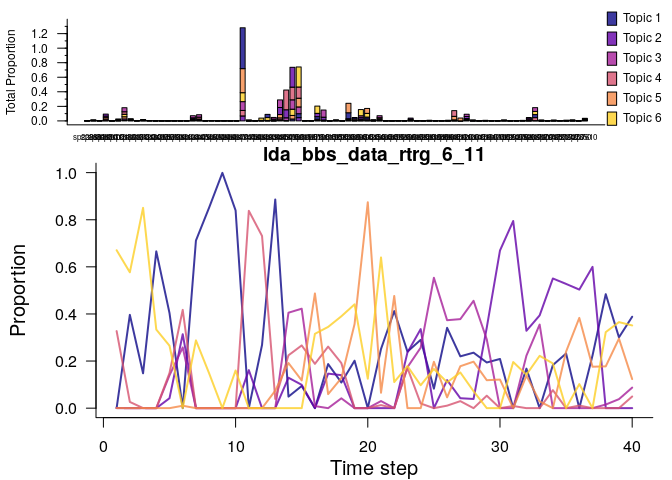 Total Proportion
1.2
1.0
0.8
0.6
0.4
0.2
0.0
Topic 1
Topic 2
Topic 3
Topic 4
Topic 5
Topic 6
lda_bbs_data_rtrg_6_11
Proportion
1.0
0.8
0.6
0.4
0.2
0.0
0 10 20 30 40
Time step